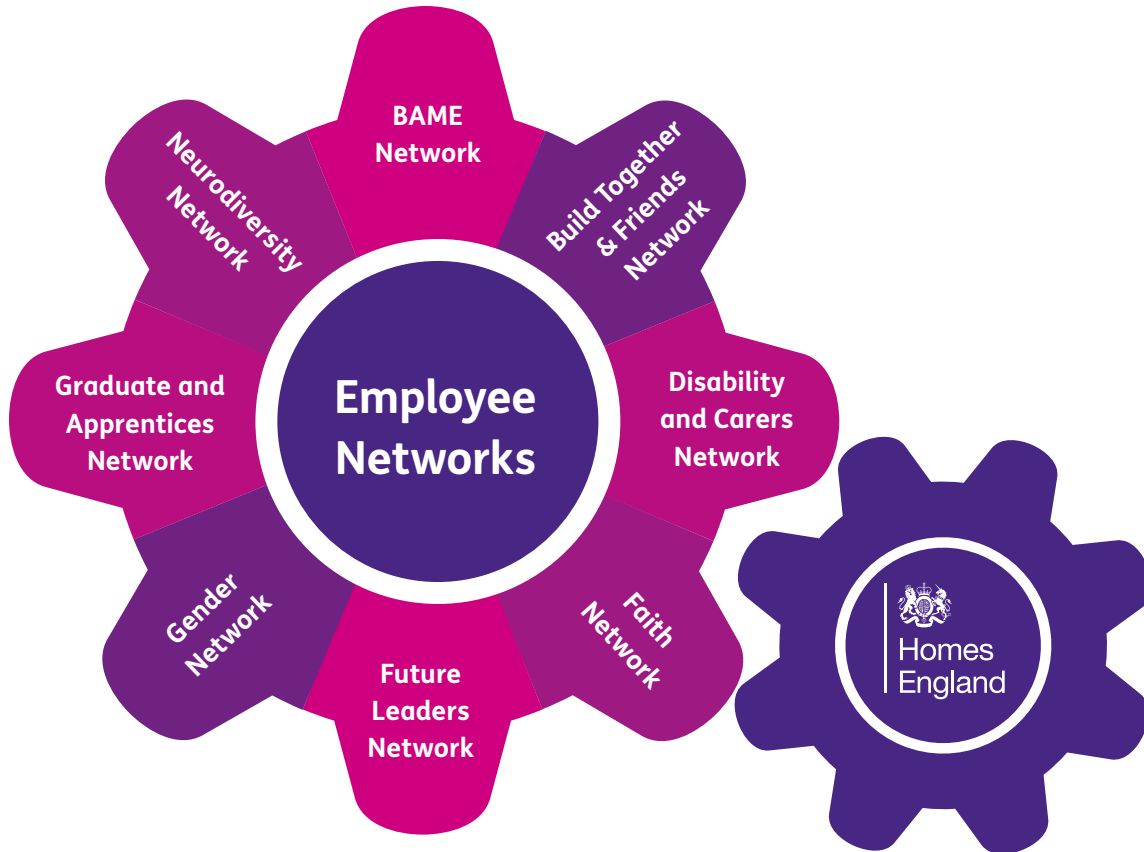 BAME
Network
Build Together
& Friends
Network
Disability
and Carers
Network
Faith
Network
Future
Leaders
Network
Gender
Network
Graduate and
Apprentices
Network
Neurodiversity
Network
Employee
Networks
Homes
England